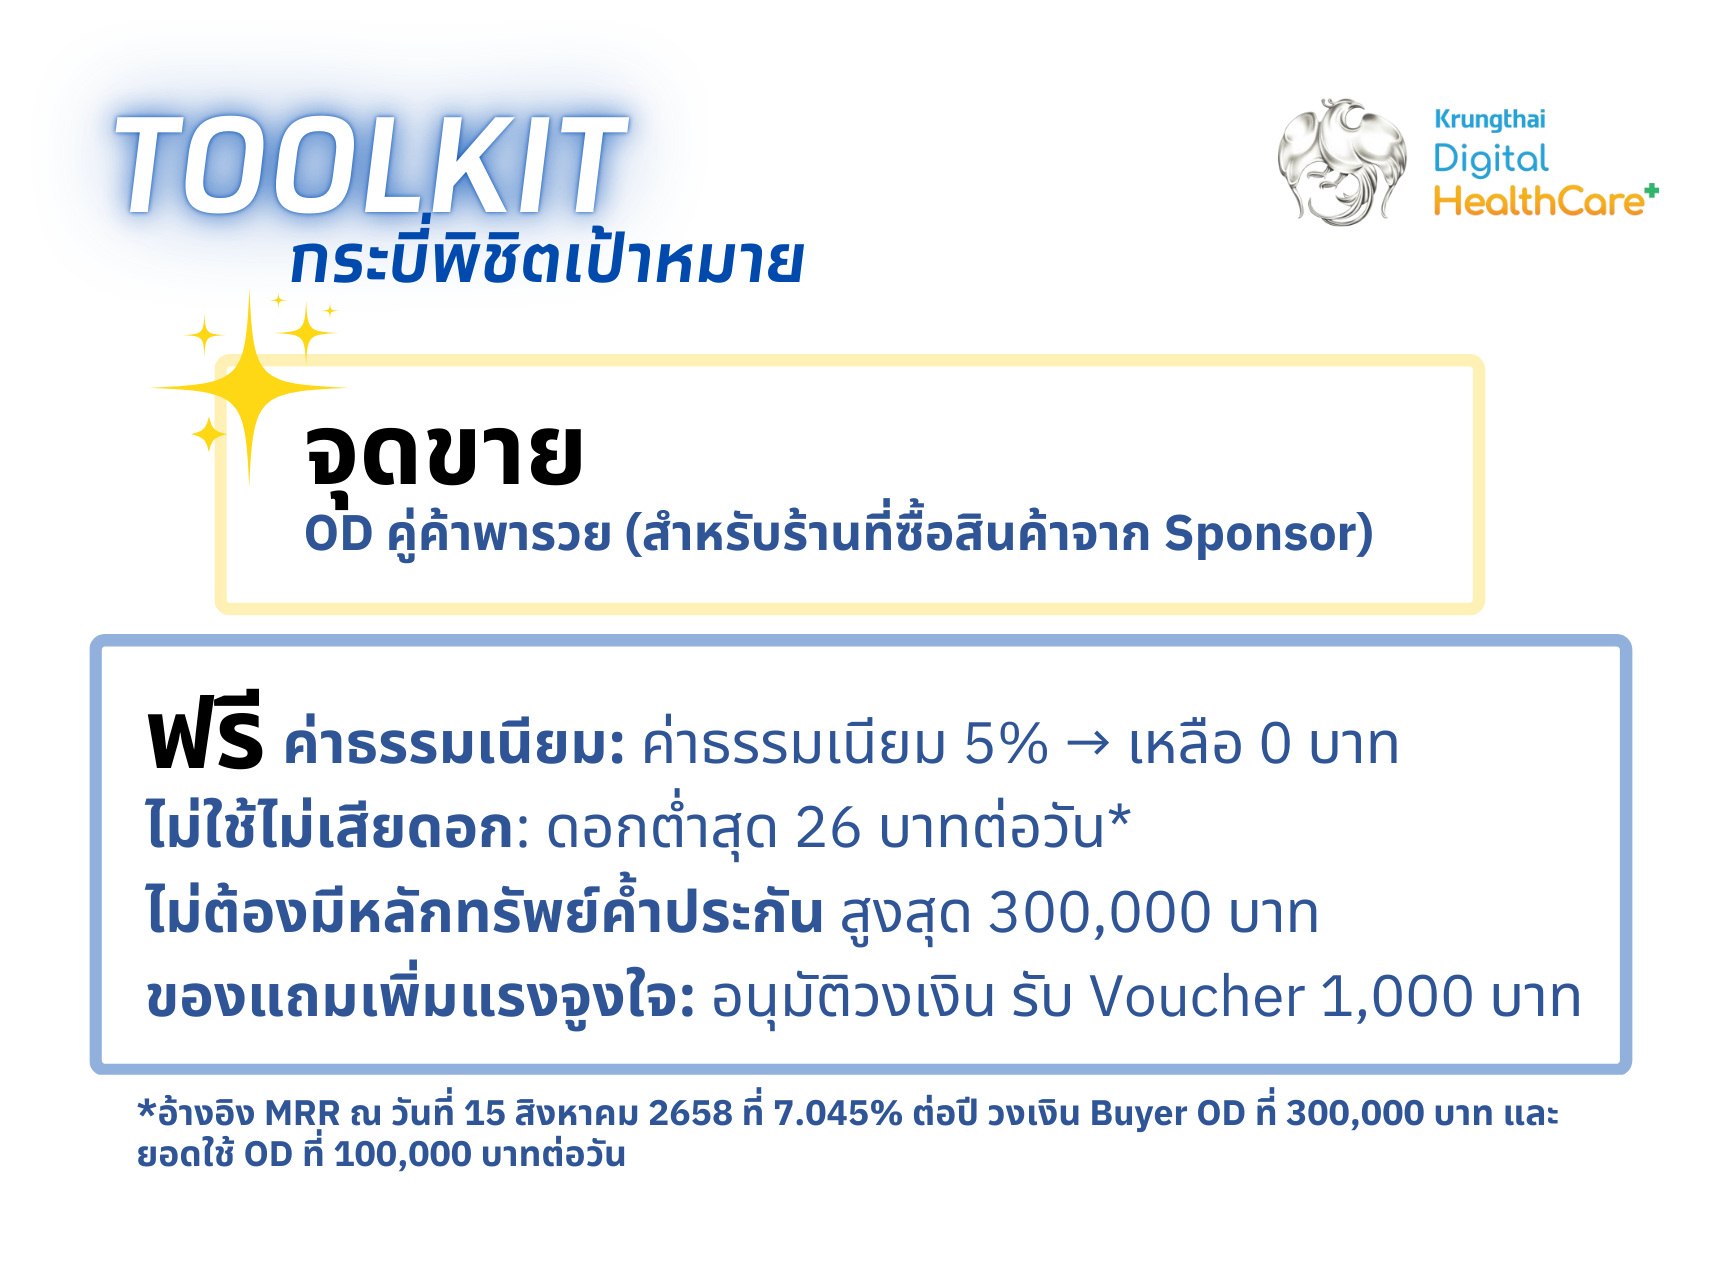 TOOLKIT
กระบี่พิชิตเป้าหมาย
Krungthai
Digital
HealthCare+
จุดขาย
OD คู่ค้าพารวย (สำหรับร้านที่ซื้อสินค้าจาก Sponsor)
ฟรี ค่าธรรมเนียม: ค่าธรรมเนียม 5% → เหลือ 0 บาท
ไม่ใช้ไม่เสียดอก: ดอกต่ำสุด 26 บาทต่อวัน*
ไม่ต้องมีหลักทรัพย์ค้ำประกัน สูงสุด 300,000 บาท
ของแถมเพิ่มแรงจูงใจ: อนุมัติวงเงิน รับ Voucher 1,000 บาท
*อ้างอิง MRR ณ วันที่ 15 สิงหาคม 2658 ที่ 7.045% ต่อปี วงเงิน Buyer OD ที่ 300,000 บาท และ
ยอดใช้ OD ที่ 100,000 บาทต่อวัน